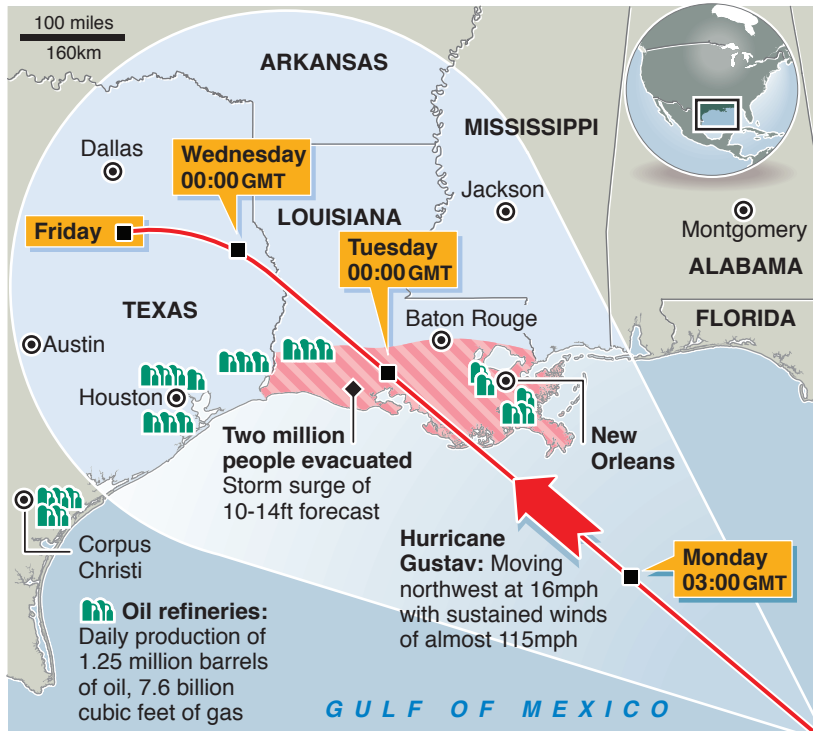 100 miles
160km
ARKANSAS
MISSISSIPPI
Dallas
Wednesday
00:00 GMT
Jackson
LOUISIANA
Friday
Tuesday
00:00 GMT
Montgomery
ALABAMA
TEXAS
Baton Rouge
FLORIDA
Austin
Houston
Two million
people evacuated
Storm surge of
10-14ft forecast
New
Orleans
Corpus
Christi
Hurricane
Gustav: Moving
northwest at 16mph
with sustained winds
of almost 115mph
Monday
03:00 GMT
Oil refineries:
Daily production of
1.25 million barrels
of oil, 7.6 billion
cubic feet of gas
GULF OF MEXICO